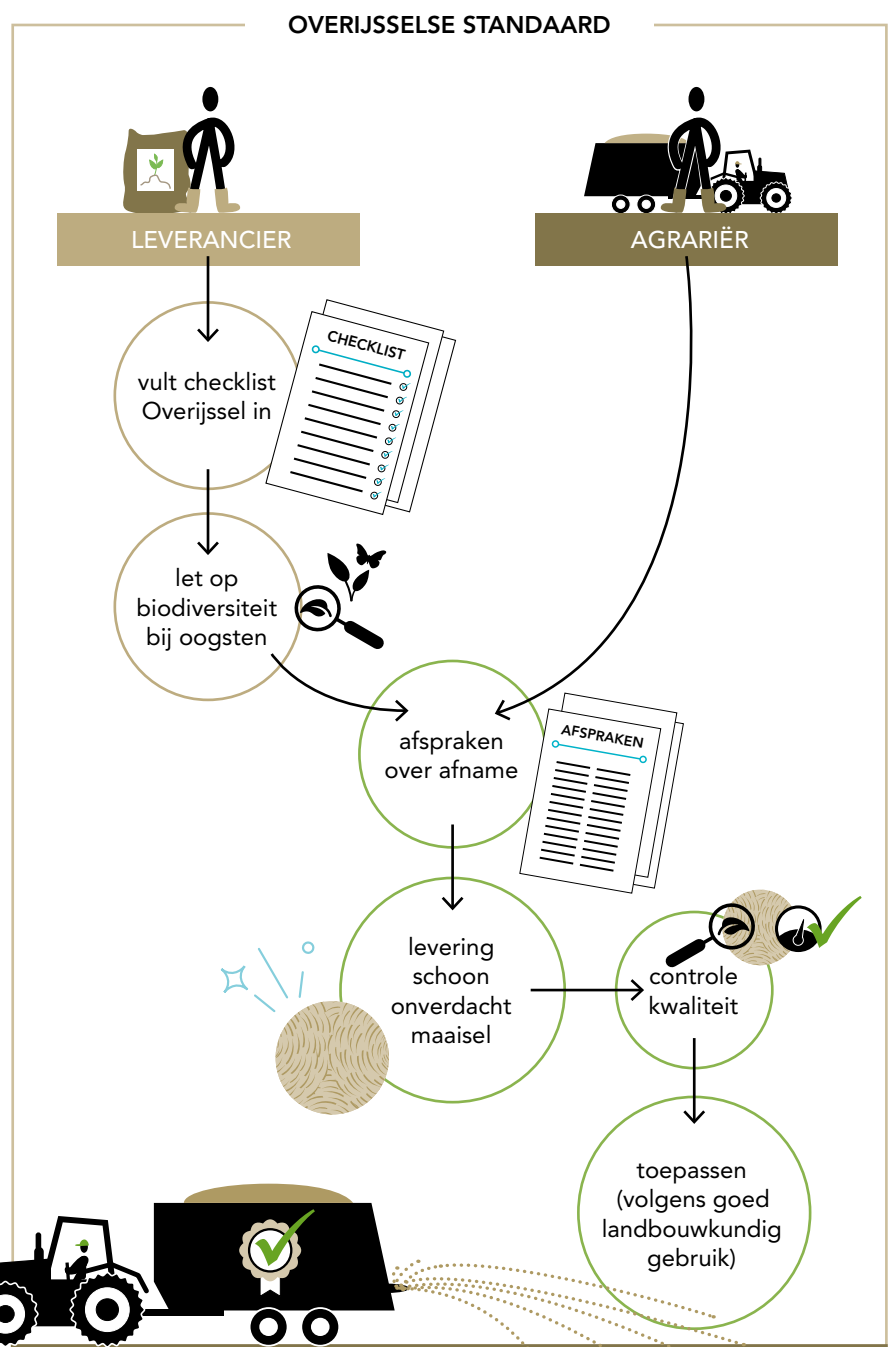 OVERIJSSELSE STANDAARD
LEVERANCIER
AGRARIËR
vult checklist
Overijssel in
CHECKLIST
let op
biodiversiteit
bij oogsten
afspraken
over afname
AFSPRAKEN
levering
schoon
onverdacht
maaisel
controle
kwaliteit
toepassen
(volgens goed
landbouwkundig
gebruik)